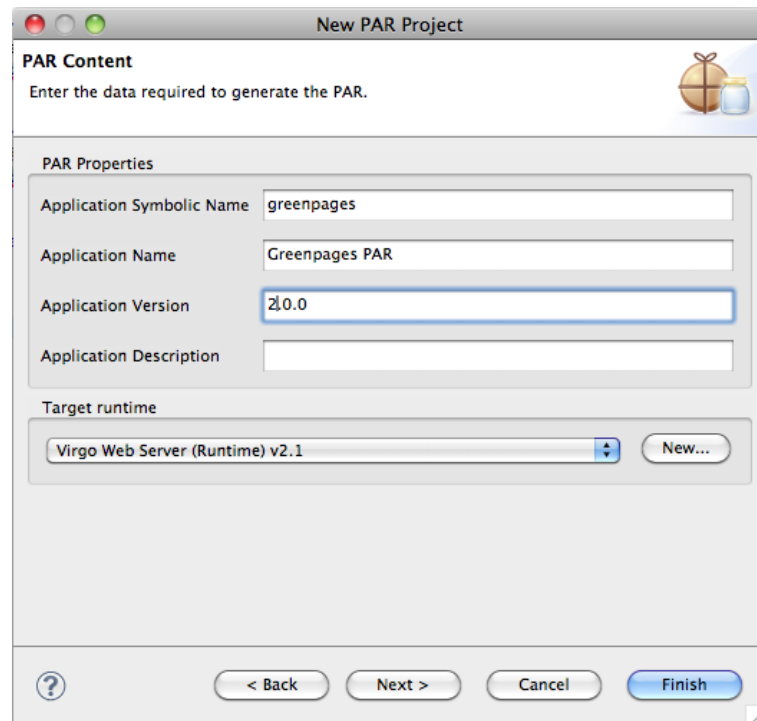 New PAR Project
PAR Content
Enter the data required to generate the PAR.
PAR Properties
Application Symbolic Name greenpages
Application Name Greenpages PAR
Application Version 2.0.0
Application Description
Target runtime
Virgo Web Server (Runtime) v2.1 New...
? < Back Next > Cancel Finish